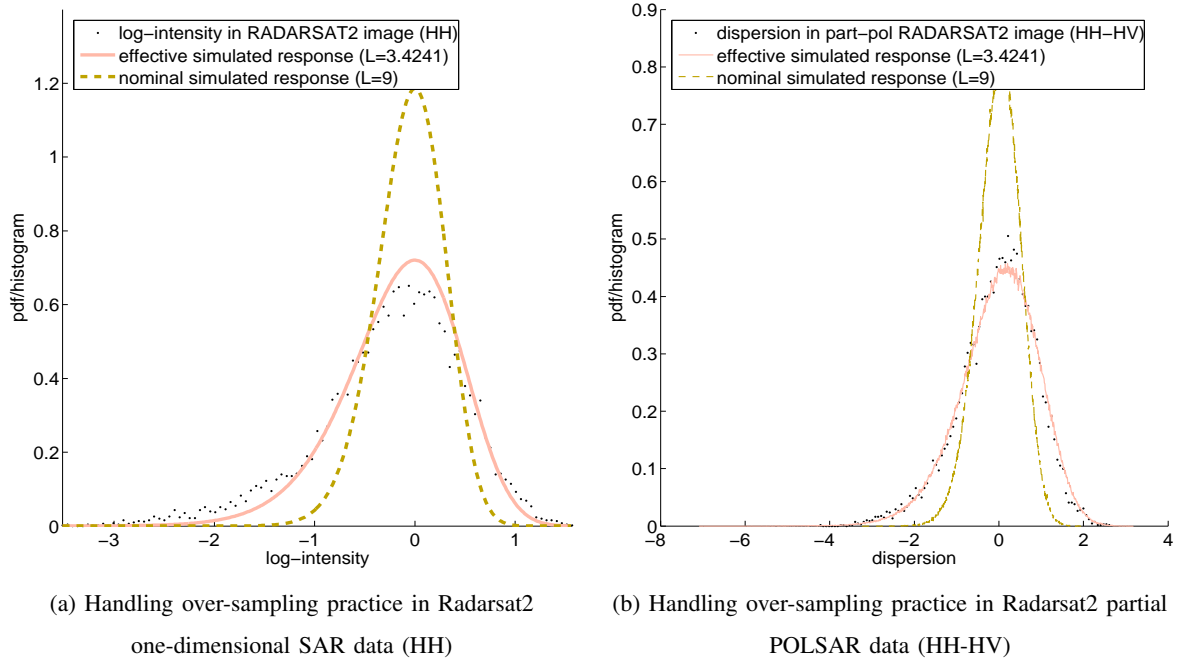 log−intensity in RADARSAT2 image (HH)
effective simulated response (L=3.4241)
nominal simulated response (L=9)
1.2
1
0.8
0.6
0.4
0.2
0
pdf/histogram
−3
−2
−1
0
1
log−intensity
(a) Handling over-sampling practice in Radarsat2
one-dimensional SAR data (HH)
0.9
dispersion in part−pol RADARSAT2 image (HH−HV)
effective simulated response (L=3.4241)
nominal simulated response (L=9)
0.8
0.7
0.6
0.5
0.4
0.3
0.2
0.1
0
pdf/histogram
−8
−6
−4
−2
0
2
4
dispersion
(b) Handling over-sampling practice in Radarsat2 partial
POLSAR data (HH-HV)